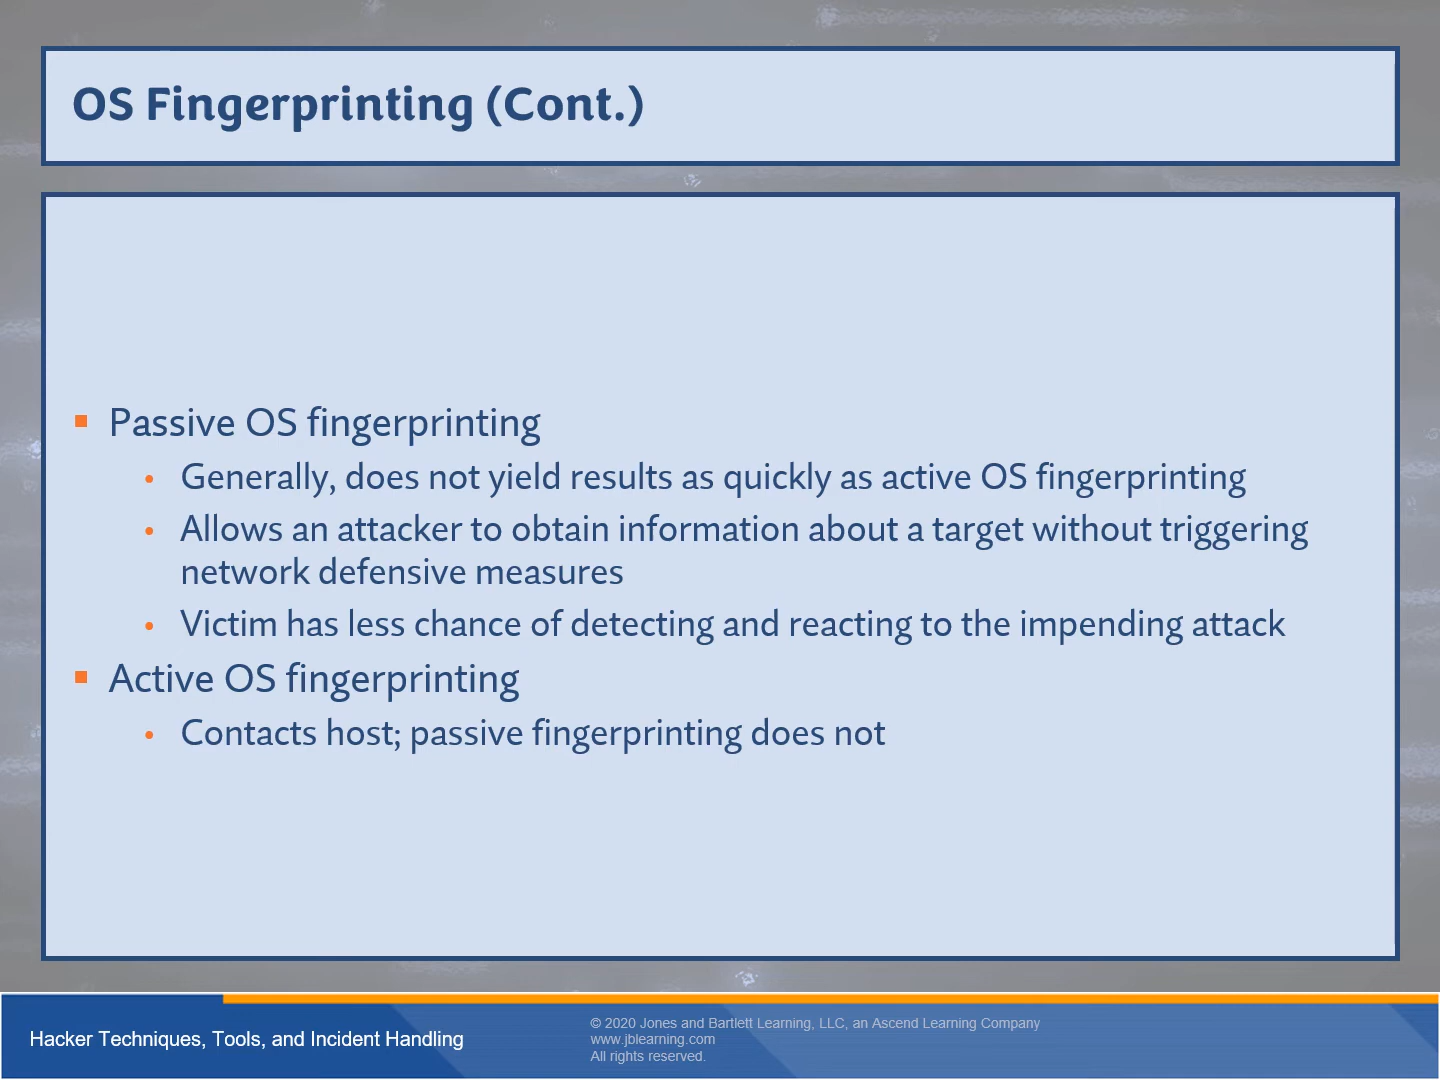 OS Fingerprinting (Cont.)
Passive OS fingerprinting
Generally, does not yield results as quickly as active OS fingerprinting
Allows an attacker to obtain information about a target without triggering
network defensive measures
Victim has less chance of detecting and reacting to the impending attack
Active OS fingerprinting
Contacts host; passive fingerprinting does not
Hacker Techniques, Tools, and Incident Handling
© 2020 Jones and Bartlett Learning, LLC, an Ascend Learning Company
www.jblearning.com
All rights reserved.